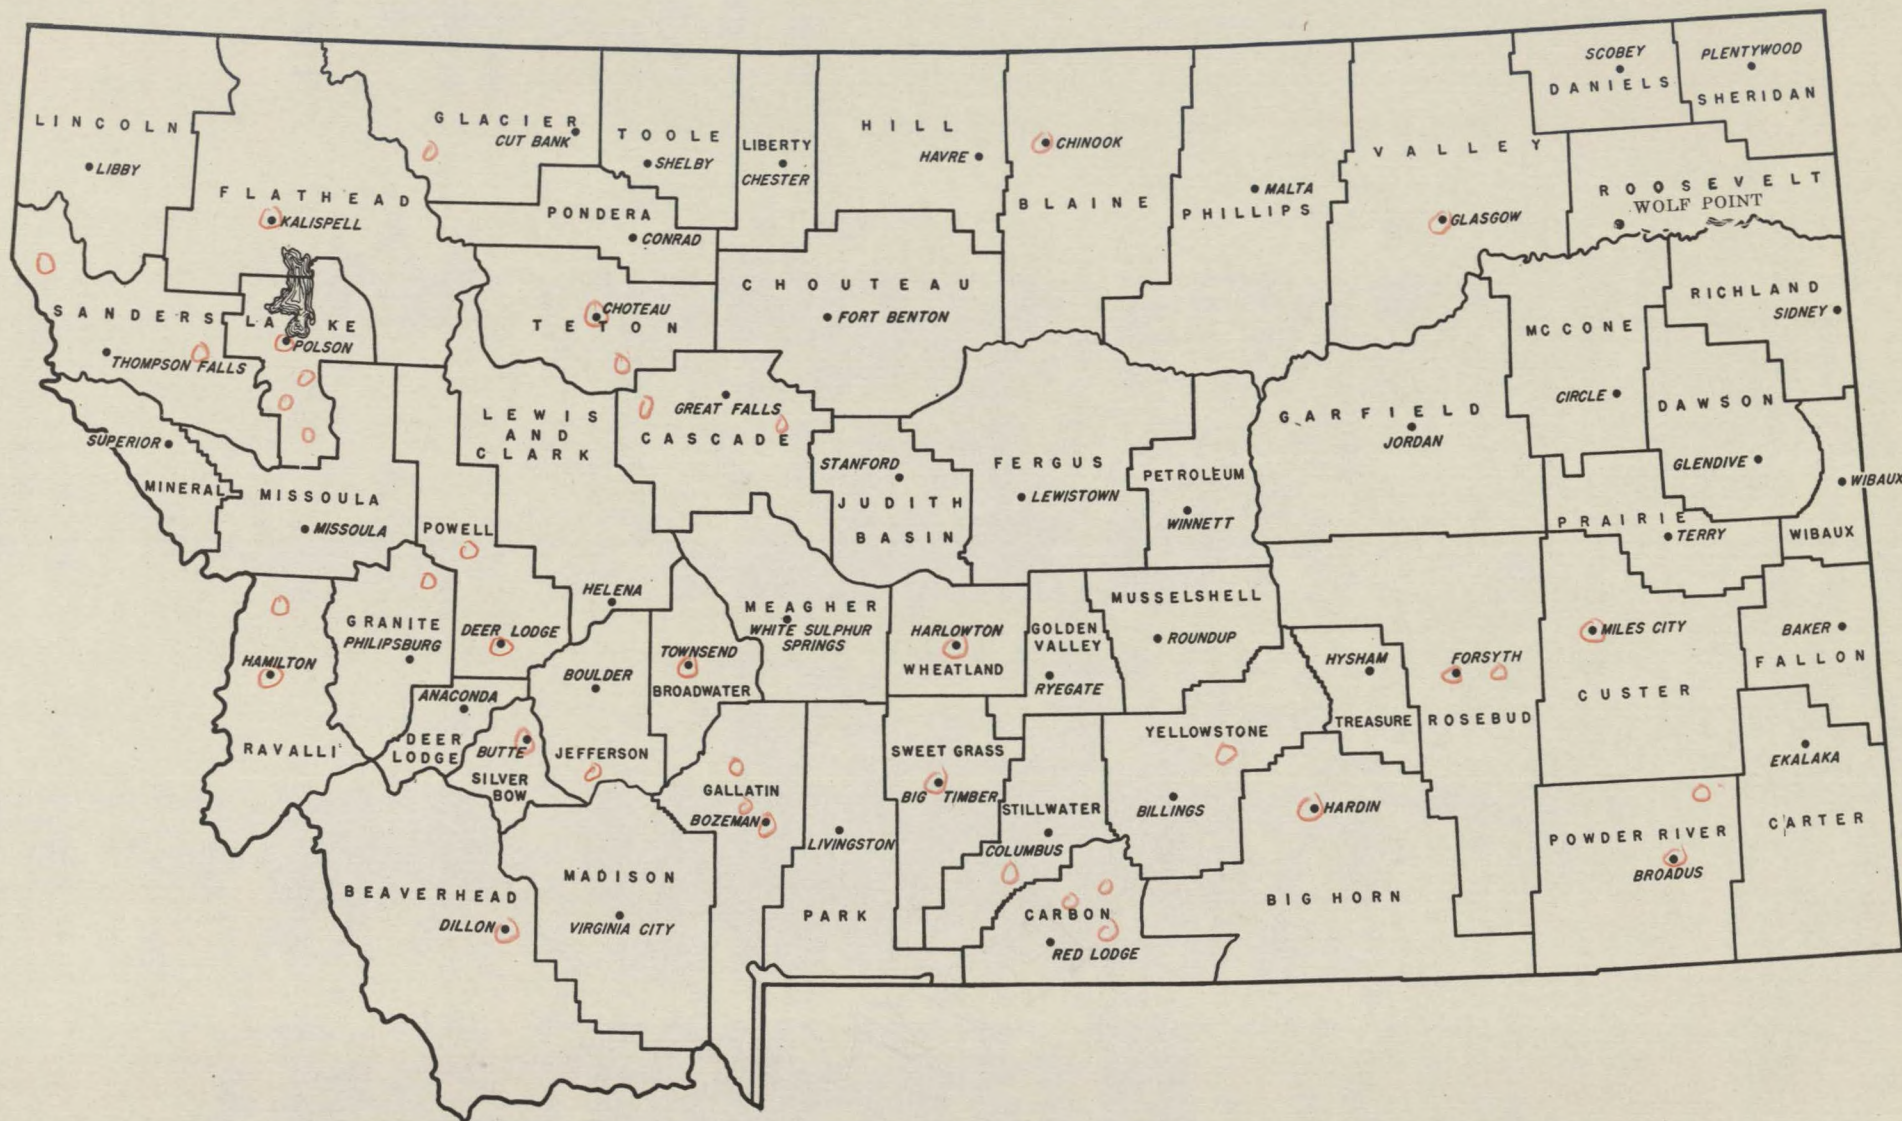 LINCOLN
LIBBY
FLATHEAD
KALISPELL
GLACIER
CUT BANK
TOOLE
SHELBY
LIBERTY
CHESTER
HILL
HAVRE
CHINOOK
BLAINE
MALTA
PHILLIPS
VALLEY
GLASGOW
SCOBEY
DANIELS
PLENTYWOOD
SHERIDAN
ROOSEVELT
WOLF POINT
PONDERA
CONRAD
SANDERS
THOMPSON FALLS
LAKE
POLSON
CHOTEAU
TETON
CHOUTEAU
FORT BENTON
RICHLAND
SIDNEY
MCCONE
CIRCLE
DAWSON
GLENDIVE
SUPERIOR
MINERAL
MISSOULA
MISSOULA
POWELL
LEWIS
AND
CLARK
HELENA
GREAT FALLS
CASCADE
STANFORD
JUDITH
BASIN
FERGUS
LEWISTOWN
PETROLEUM
WINNETT
GARFIELD
JORDAN
PRAIRIE
TERRY
WIBAUX
WIBAUX
GRANITE
PHILIPSBURG
DEER LODGE
HAMILTON
RAVALLI
ANACONDA
DEER
LODGE
BUTTE
SILVER
BOW
BOULDER
JEFFERSON
TOWNSEND
BROADWATER
MEAGHER
WHITE SULPHUR
SPRINGS
HARLOWTON
WHEATLAND
GOLDEN
VALLEY
RYEGATE
MUSSELSHELL
ROUNDUP
HYSHAM
TREASURE
FORSYTH
ROSEBUD
MILES CITY
CUSTER
BAKER
FALLON
EKALAKA
CARTER
GALLATIN
BOZEMAN
LIVINGSTON
PARK
SWEET GRASS
BIG TIMBER
STILLWATER
COLUMBUS
YELLOWSTONE
BILLINGS
HARDIN
BIG HORN
POWDER RIVER
BROADUS
BEAVERHEAD
DILLON
MADISON
VIRGINIA CITY
CARBON
RED LODGE